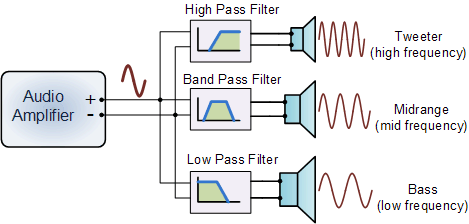 High Pass Filter
Tweeter
(high frequency)
Band Pass Filter
Audio
Amplifier
+
-
Midrange
(mid frequency)
Low Pass Filter
Bass
(low frequency)